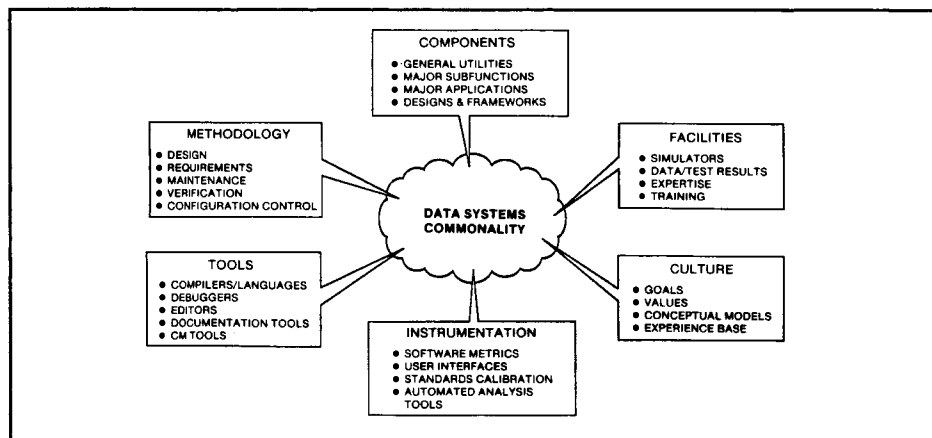 COMPONENTS
● GENERAL UTILITIES
● MAJOR SUBFUNCTIONS
● MAJOR APPLICATIONS
● DESIGNS & FRAMEWORKS
METHODOLOGY
● DESIGN
● REQUIREMENTS
● MAINTENANCE
● VERIFICATION
● CONFIGURATION CONTROL
FACILITIES
● SIMULATORS
● DATA/TEST RESULTS
● EXPERTISE
● TRAINING
DATA SYSTEMS
COMMONALITY
TOOLS
● COMPILERS/LANGUAGES
● DEBUGGERS
● EDITORS
● DOCUMENTATION TOOLS
● CM TOOLS
INSTRUMENTATION
● SOFTWARE METRICS
● USER INTERFACES
● STANDARDS CALIBRATION
● AUTOMATED ANALYSIS
TOOLS
CULTURE
● GOALS
● VALUES
● CONCEPTUAL MODELS
● EXPERIENCE BASE